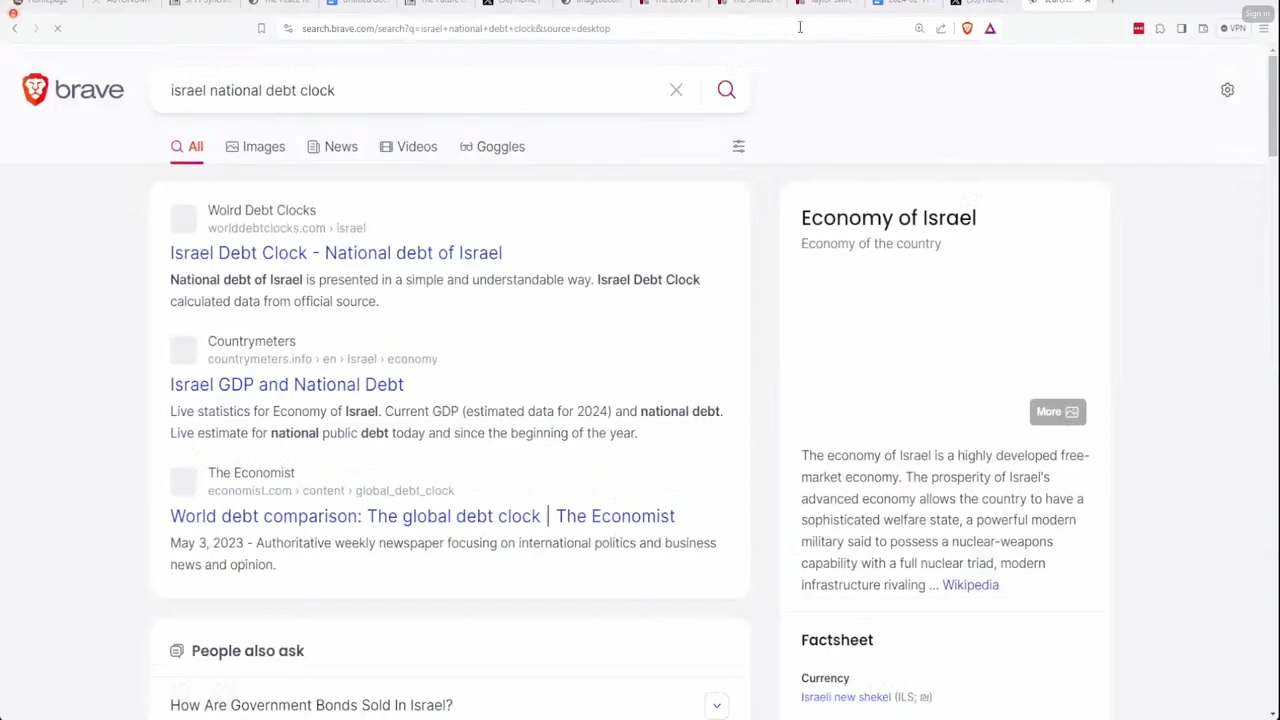 Homepage
Sign in
search.brave.com/search?q=israel+national+debt+clock&source=desktop
VPN
brave
israel national debt clock
All
Images
News
Videos
Goggles
Wolrd Debt Clocks
worlddebtclocks.com › israel
Israel Debt Clock - National debt of Israel
National debt of Israel is presented in a simple and understandable way. Israel Debt Clock
calculated data from official source.
Countrymeters
countrymeters.info › en › Israel › economy
Israel GDP and National Debt
Live statistics for Economy of Israel. Current GDP (estimated data for 2024) and national debt.
Live estimate for national public debt today and since the beginning of the year.
The Economist
economist.com › content › global_debt_clock
World debt comparison: The global debt clock | The Economist
May 3, 2023 - Authoritative weekly newspaper focusing on international politics and business
news and opinion.
People also ask
How Are Government Bonds Sold In Israel?
Economy of Israel
Economy of the country
More
The economy of Israel is a highly developed free-
market economy. The prosperity of Israel's
advanced economy allows the country to have a
sophisticated welfare state, a powerful modern
military said to possess a nuclear-weapons
capability with a full nuclear triad, modern
infrastructure rivaling ... Wikipedia
Factsheet
Currency
Israeli new shekel (ILS; ₪)